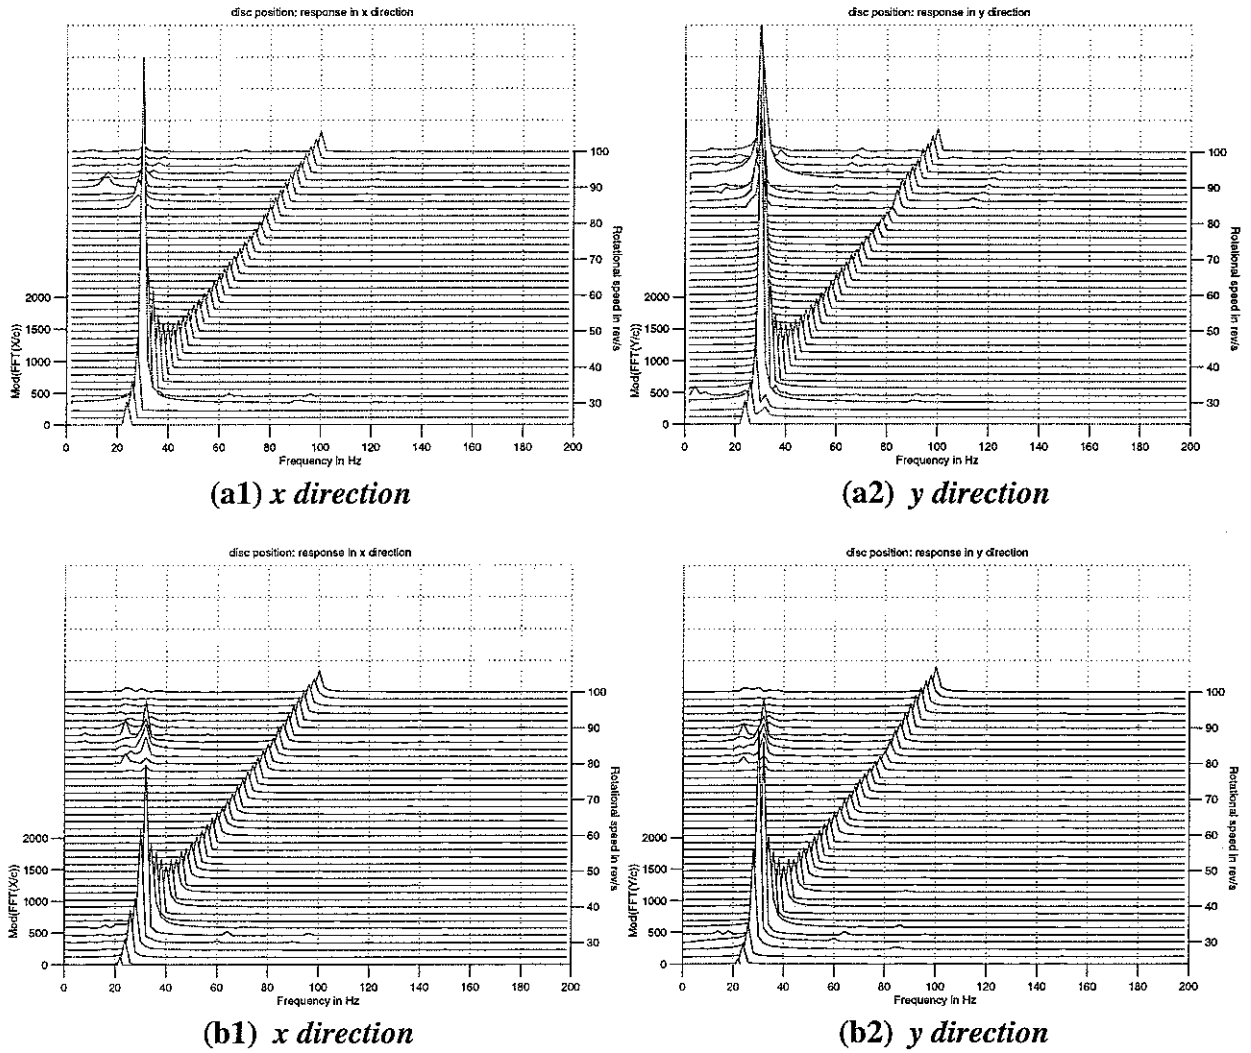 disc position: response in x direction
100
90
80
70
60
50
40
30
Rotational speed in rev/s
2000
1500
1000
500
0
Mod(FFT(X/c))
0 20 40 60 80 100 120 140 160 180 200
Frequency in Hz
(a1) x direction
disc position: response in y direction
100
90
80
70
60
50
40
30
Rotational speed in rev/s
2000
1500
1000
500
0
Mod(FFT(Y/c))
0 20 40 60 80 100 120 140 160 180 200
Frequency in Hz
(a2) y direction
disc position: response in x direction
100
90
80
70
60
50
40
30
Rotational speed in rev/s
2000
1500
1000
500
0
Mod(FFT(X/c))
0 20 40 60 80 100 120 140 160 180 200
Frequency in Hz
(b1) x direction
disc position: response in y direction
100
90
80
70
60
50
40
30
Rotational speed in rev/s
2000
1500
1000
500
0
Mod(FFT(Y/c))
0 20 40 60 80 100 120 140 160 180 200
Frequency in Hz
(b2) y direction